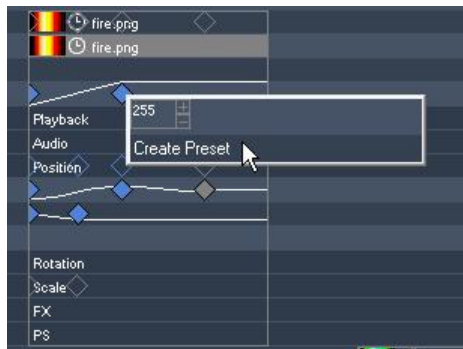 fire.png
fire.png
255
Playback
Audio
Create Preset
Position
Rotation
Scale
FX
PS